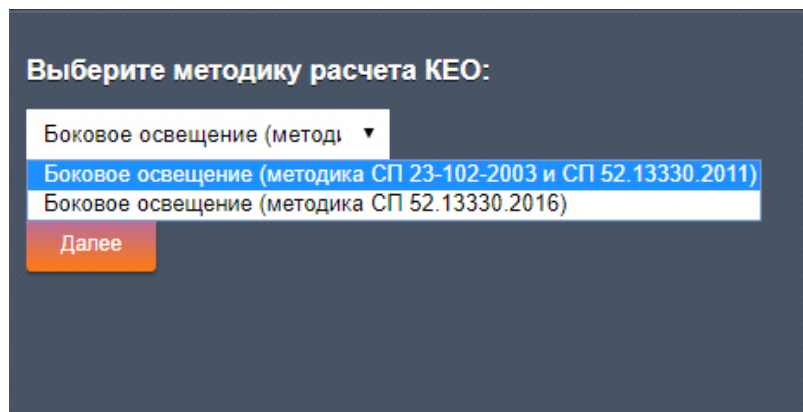 Выберите методику расчета КЕО:
Боковое освещение (методи
Боковое освещение (методика СП 23-102-2003 и СП 52.13330.2011)
Боковое освещение (методика СП 52.13330.2016)
Далее